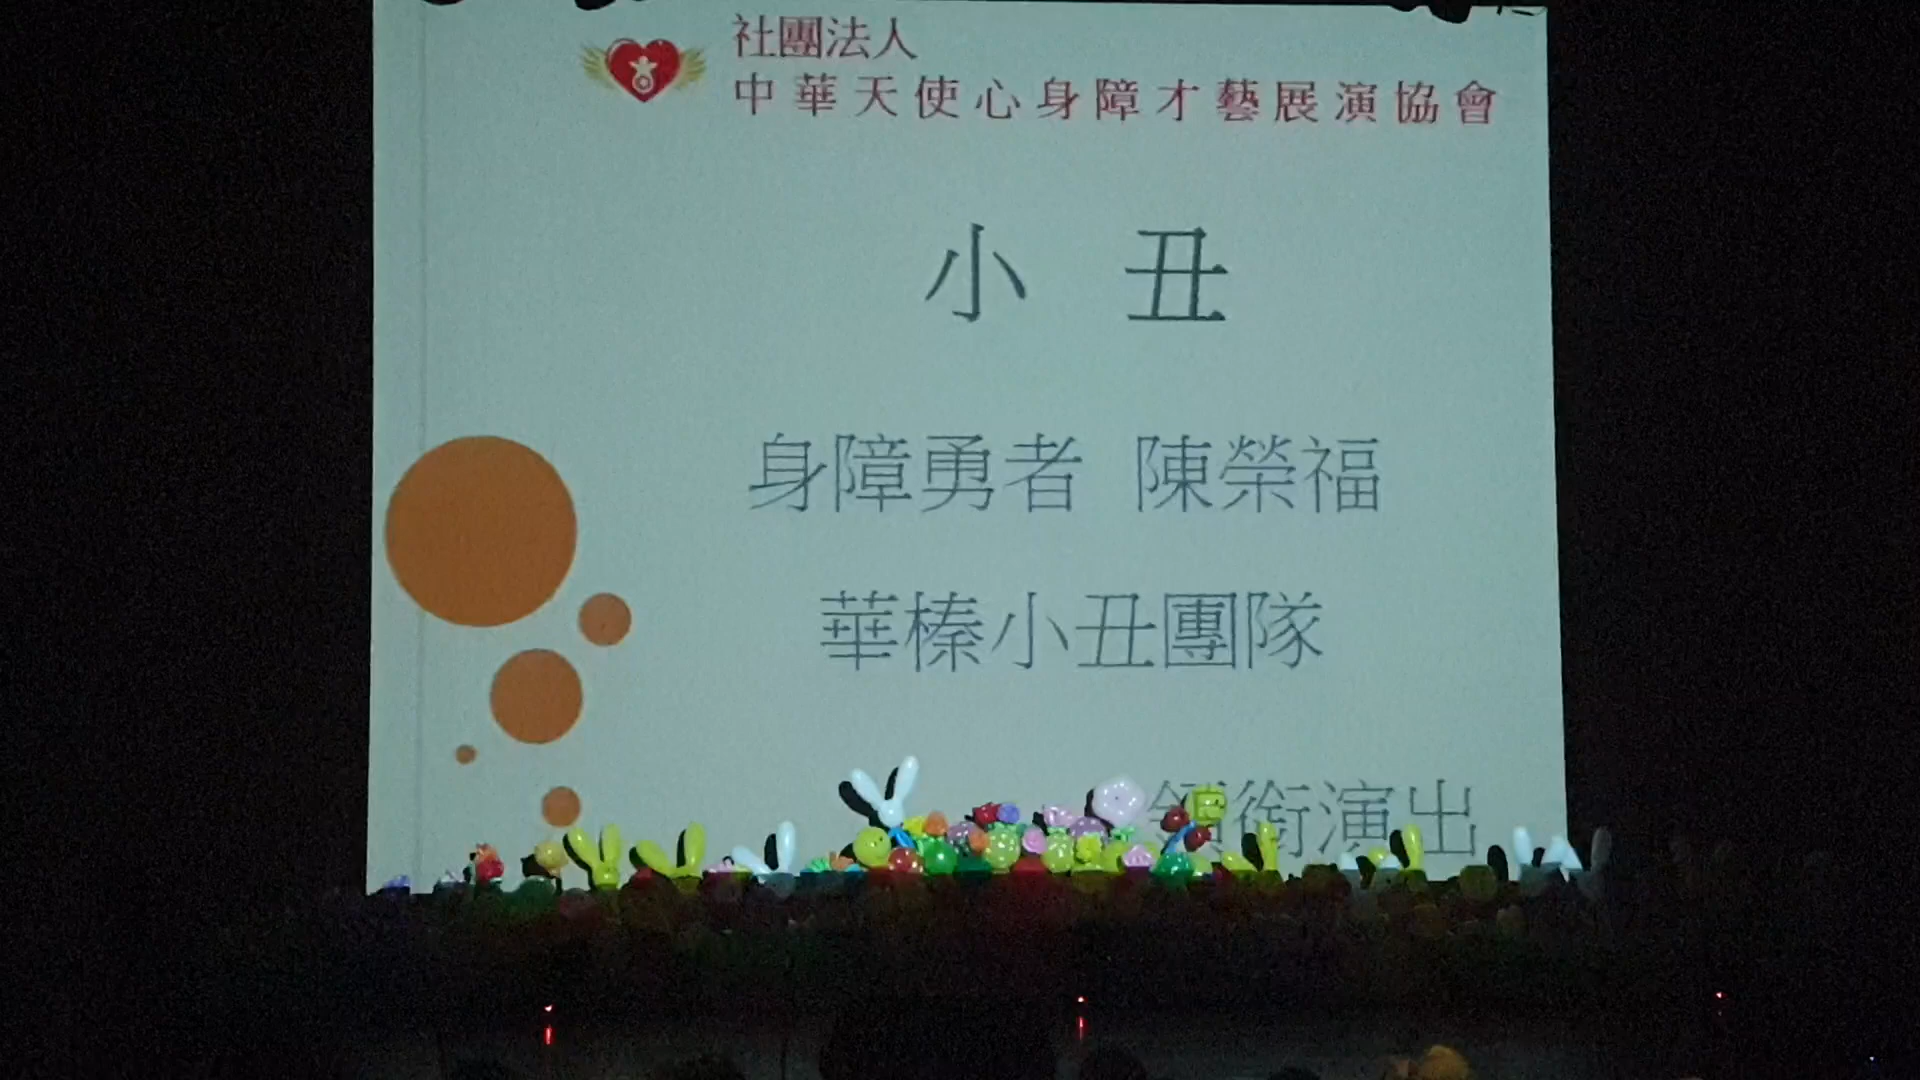 社團法人
中華天使心身障才藝展演協會
小 丑
身障勇者 陳榮福
華榛小丑團隊
領銜演出